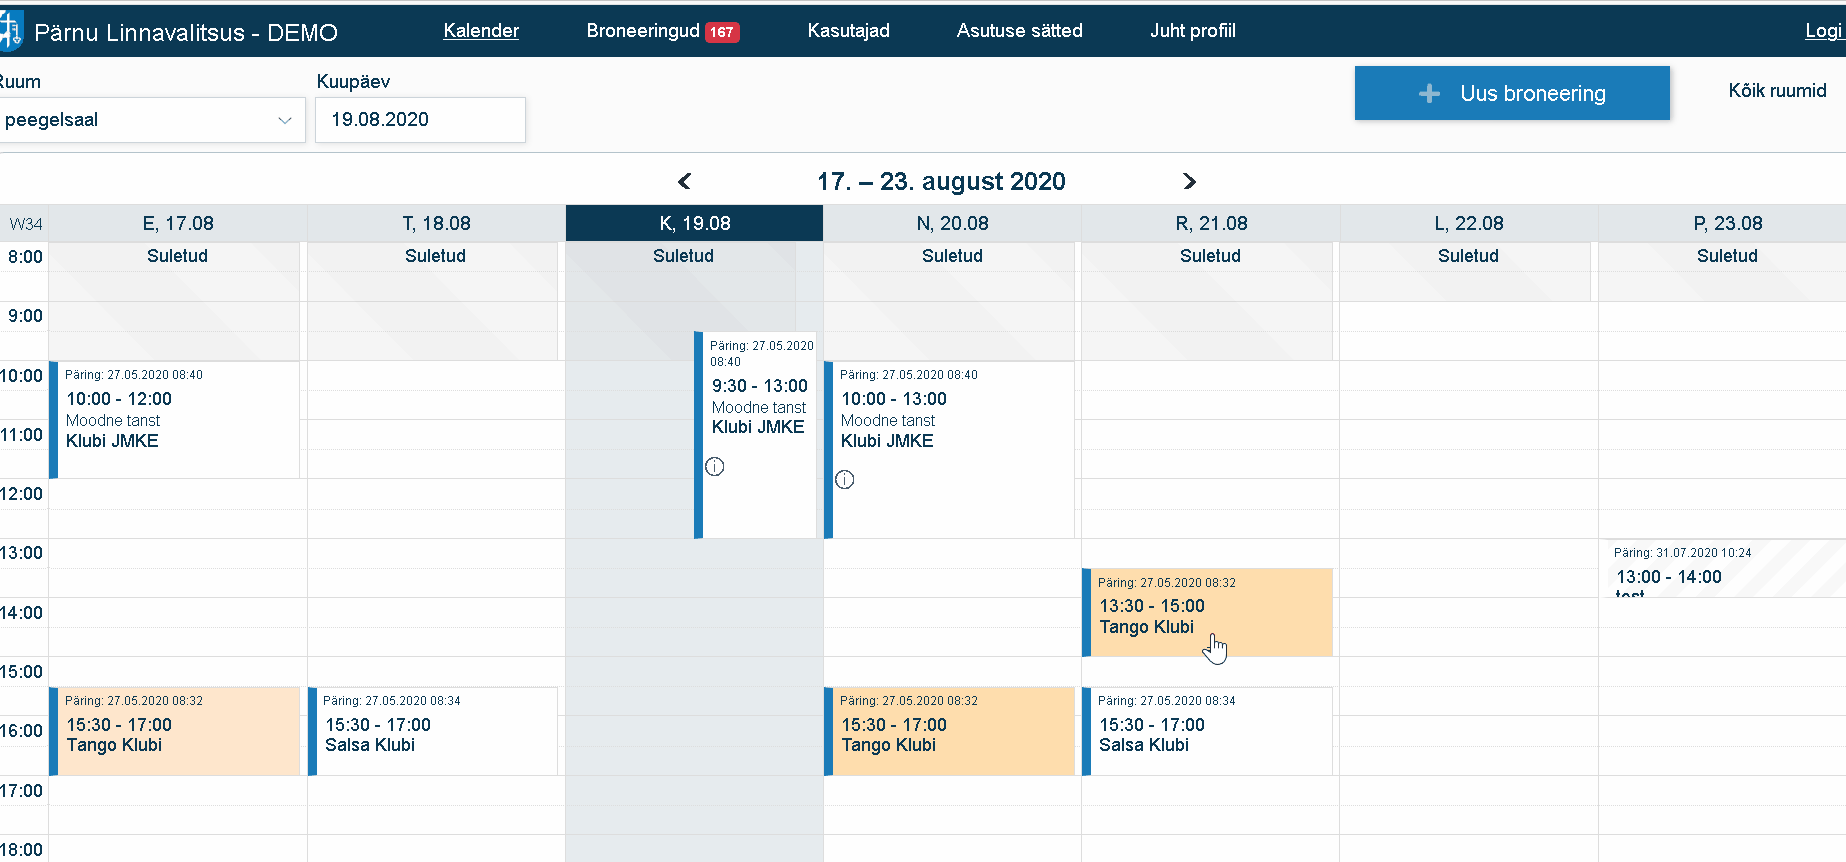 Pärnu Linnavalitsus - DEMO
Kalender
Broneeringud 167
Kasutajad
Asutuse sätted
Juht profiil
Logi
Ruum
Kuupäev
peegelsaal
19.08.2020
Uus broneering
Kõik ruumid
17. – 23. august 2020
W34
E, 17.08
T, 18.08
K, 19.08
N, 20.08
R, 21.08
L, 22.08
P, 23.08
8:00
Suletud
Suletud
Suletud
Suletud
Suletud
Suletud
Suletud
9:00
Päring: 27.05.2020
08:40
9:30 - 13:00
Moodne tanst
Klubi JMKE
10:00
Päring: 27.05.2020 08:40
10:00 - 12:00
Moodne tanst
Klubi JMKE
Päring: 27.05.2020 08:40
10:00 - 13:00
Moodne tanst
Klubi JMKE
11:00
12:00
13:00
Päring: 31.07.2020 10:24
13:00 - 14:00
test
Päring: 27.05.2020 08:32
13:30 - 15:00
Tango Klubi
14:00
15:00
Päring: 27.05.2020 08:32
15:30 - 17:00
Tango Klubi
Päring: 27.05.2020 08:34
15:30 - 17:00
Salsa Klubi
Päring: 27.05.2020 08:32
15:30 - 17:00
Tango Klubi
Päring: 27.05.2020 08:34
15:30 - 17:00
Salsa Klubi
16:00
17:00
18:00